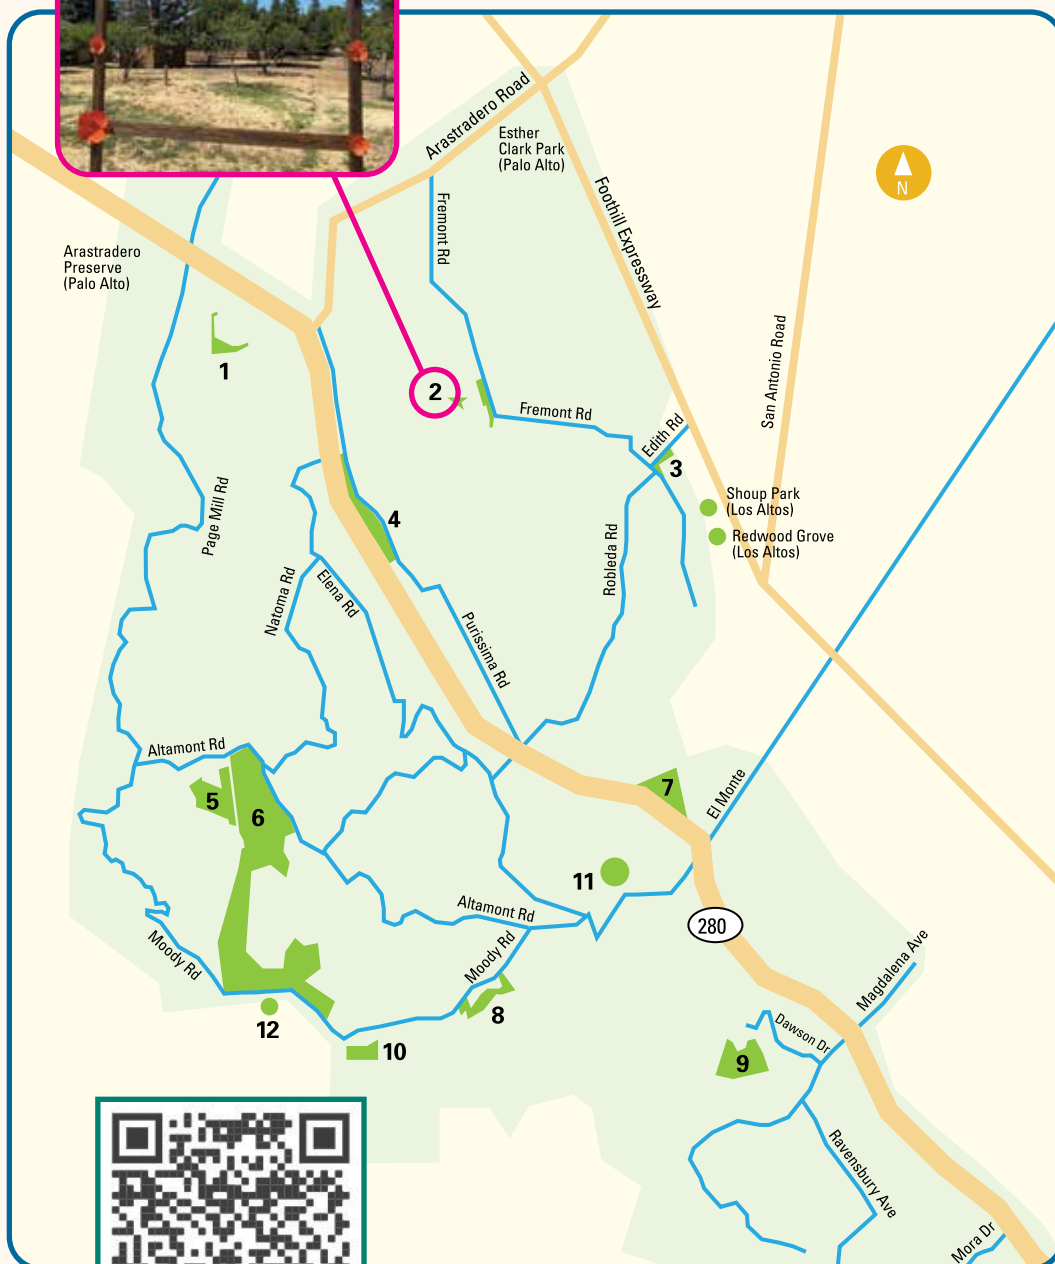 Arastradero Road
Esther
Clark Park
(Palo Alto)
N
Foothill Expressway
Fremont Rd
Arastradero
Preserve
(Palo Alto)
San Antonio Road
1
2
Fremont Rd
Edith Rd
3
Shoup Park
(Los Altos)
Redwood Grove
(Los Altos)
Page Mill Rd
4
Robleda Rd
Natoma Rd
Elena Rd
Purissima Rd
Altamont Rd
5
6
7
El Monte
11
Altamont Rd
280
Moody Rd
Moody Rd
Magdalena Ave
8
12
10
Dawson Dr
9
Ravensbury Ave
Mora Dr